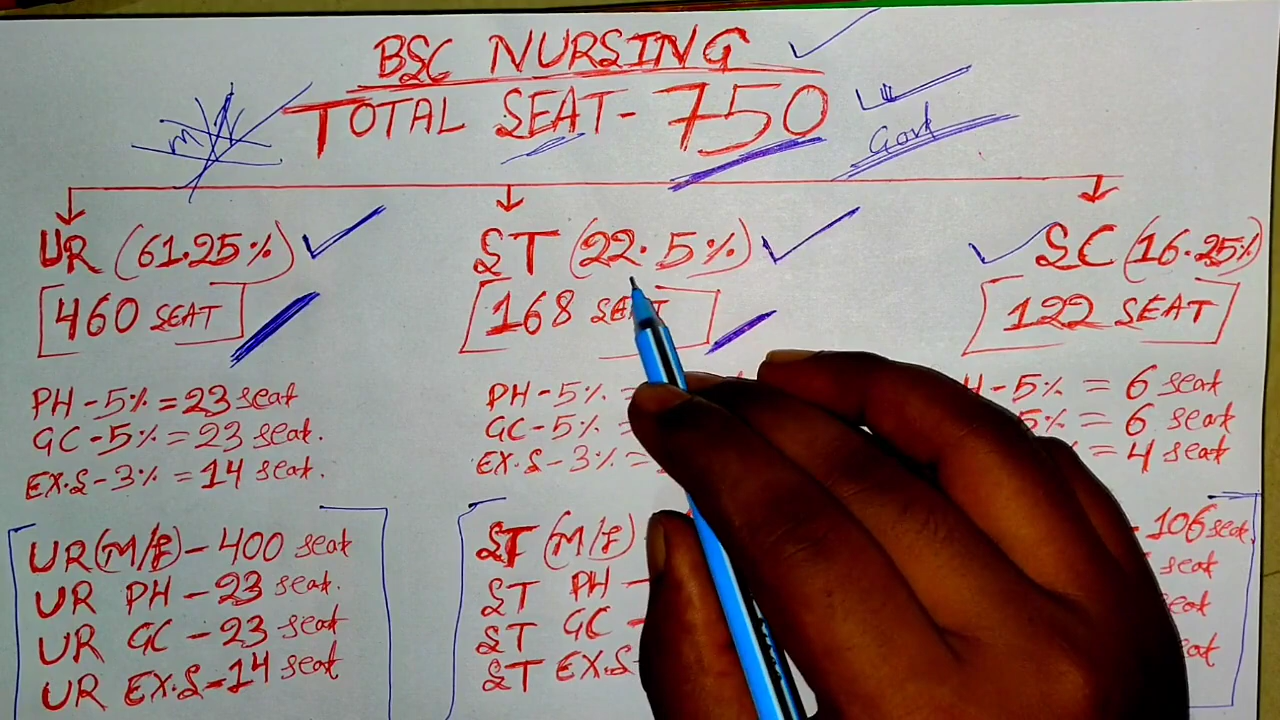 BSC NURSING
TOTAL SEAT- 750
Govt
UR (61.25%)
460 SEAT
PH-5% = 23 seat
GC-5% = 23 seat.
EX.S-3% = 14 seat.
UR(M/F)-400 seat
UR PH-23 seat.
UR GC-23 seat
UR EX.S-14 seat
ST (22.5%)
168 SEAT
PH-5%
GC-5%
EX.S-3% =
ST (M/F)
ST PH-
ST GC-
ST EX.S
SC (16.25%)
122 SEAT
-5% = 6 seat
5% = 6 seat
% = 4 seat
- 106 seat.
seat